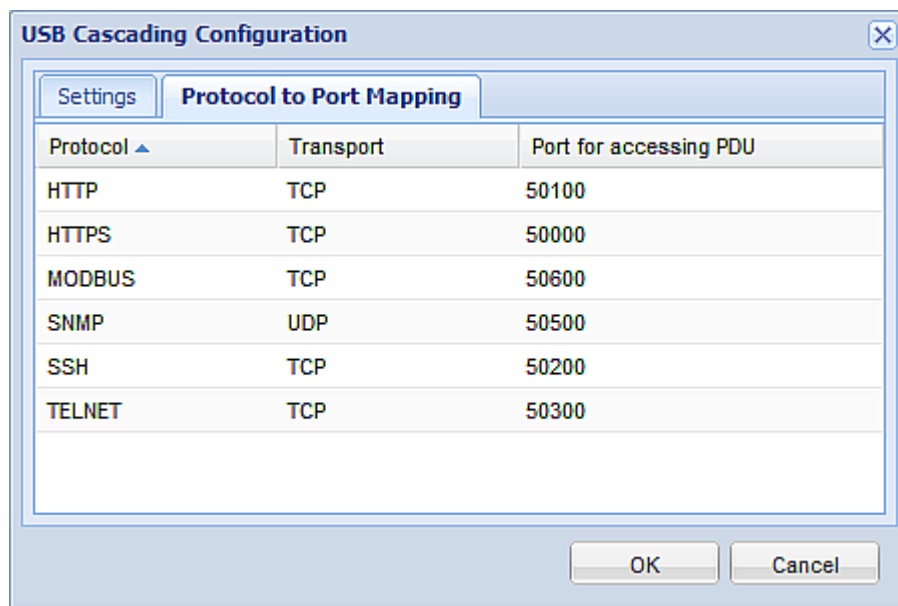 USB Cascading Configuration
Settings Protocol to Port Mapping
Protocol Transport Port for accessing PDU
HTTP TCP 50100
HTTPS TCP 50000
MODBUS TCP 50600
SNMP UDP 50500
SSH TCP 50200
TELNET TCP 50300
OK Cancel